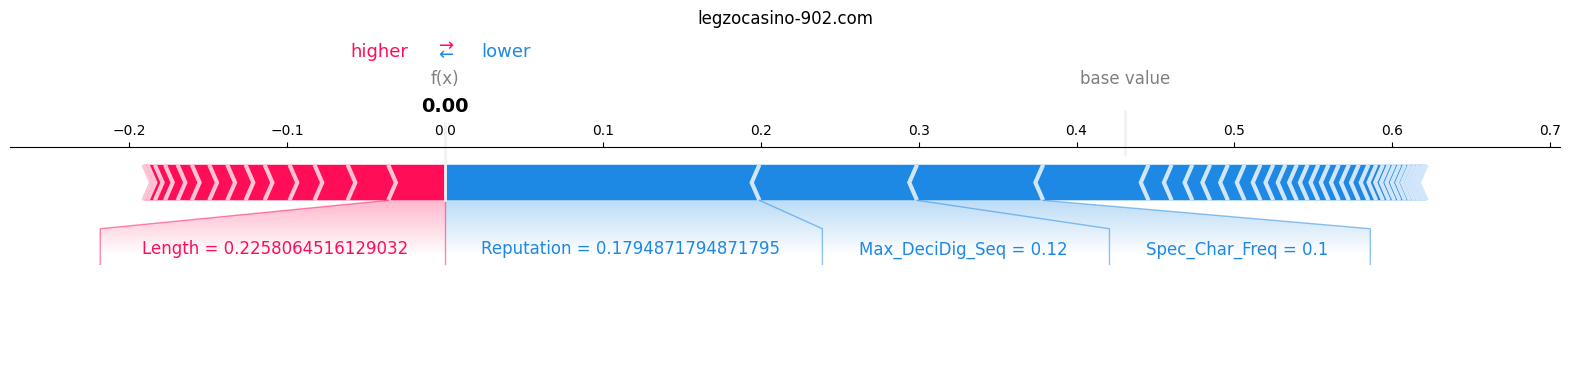 legzocasino-902.com
higher → ← lower
f(x) base value
0.00
−0.2 −0.1 0.0 0.1 0.2 0.3 0.4 0.5 0.6 0.7
Length = 0.2258064516129032 Reputation = 0.1794871794871795 Max_DeciDig_Seq = 0.12 Spec_Char_Freq = 0.1